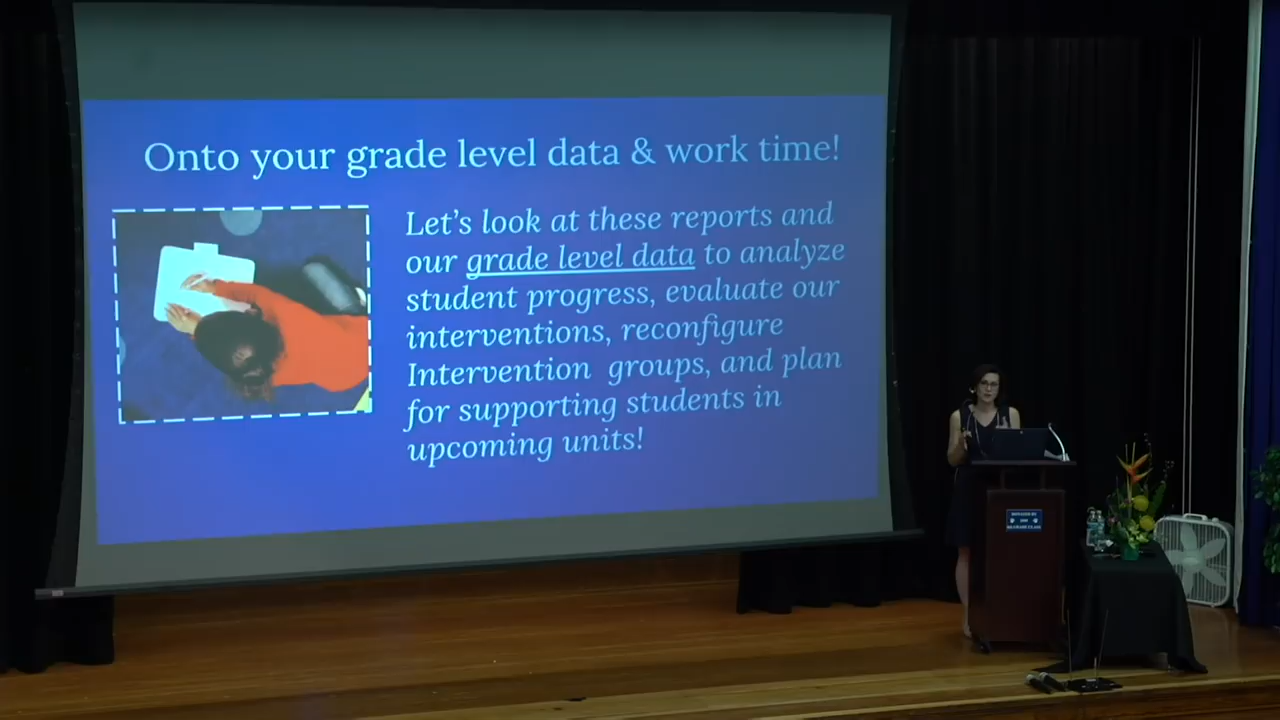 Onto your grade level data & work time!
Let's look at these reports and
our grade level data to analyze
student progress, evaluate our
interventions, reconfigure
Intervention groups, and plan
for supporting students in
upcoming units!